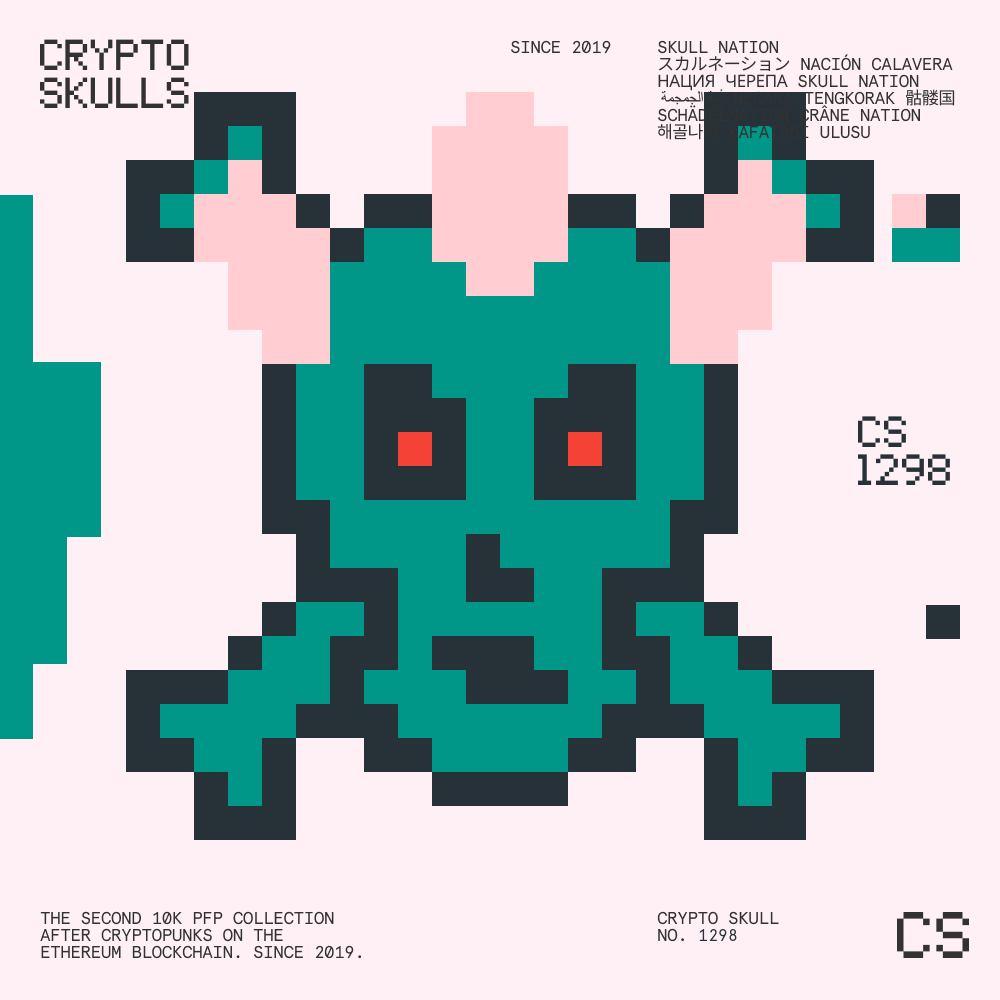 CRYPTO
SKULLS
SINCE 2019
SKULL NATION
スカルネーション NACIÓN CALAVERA
НАЦИЯ ЧЕРЕПА SKULL NATION
TENGKORAK 骷髅国
CRÂNE NATION
해골 ULUSU
CS
1298
THE SECOND 10K PFP COLLECTION
AFTER CRYPTOPUNKS ON THE
ETHEREUM BLOCKCHAIN. SINCE 2019.
CRYPTO SKULL
NO. 1298
CS